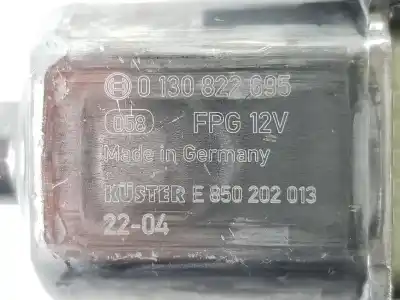 0 130 822 695
058 FPG 12V
Made in Germany
KÜSTER E 850 202 013
22-04